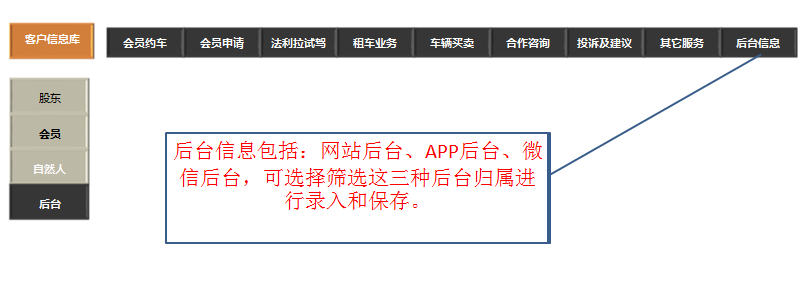 客户信息库
会员约车 会员申请 法利拉试驾 租车业务 车辆买卖 合作咨询 投诉及建议 其它服务 后台信息
股东
会员
自然人
后台
后台信息包括：网站后台、APP后台、微
信后台，可选择筛选这三种后台归属进
行录入和保存。